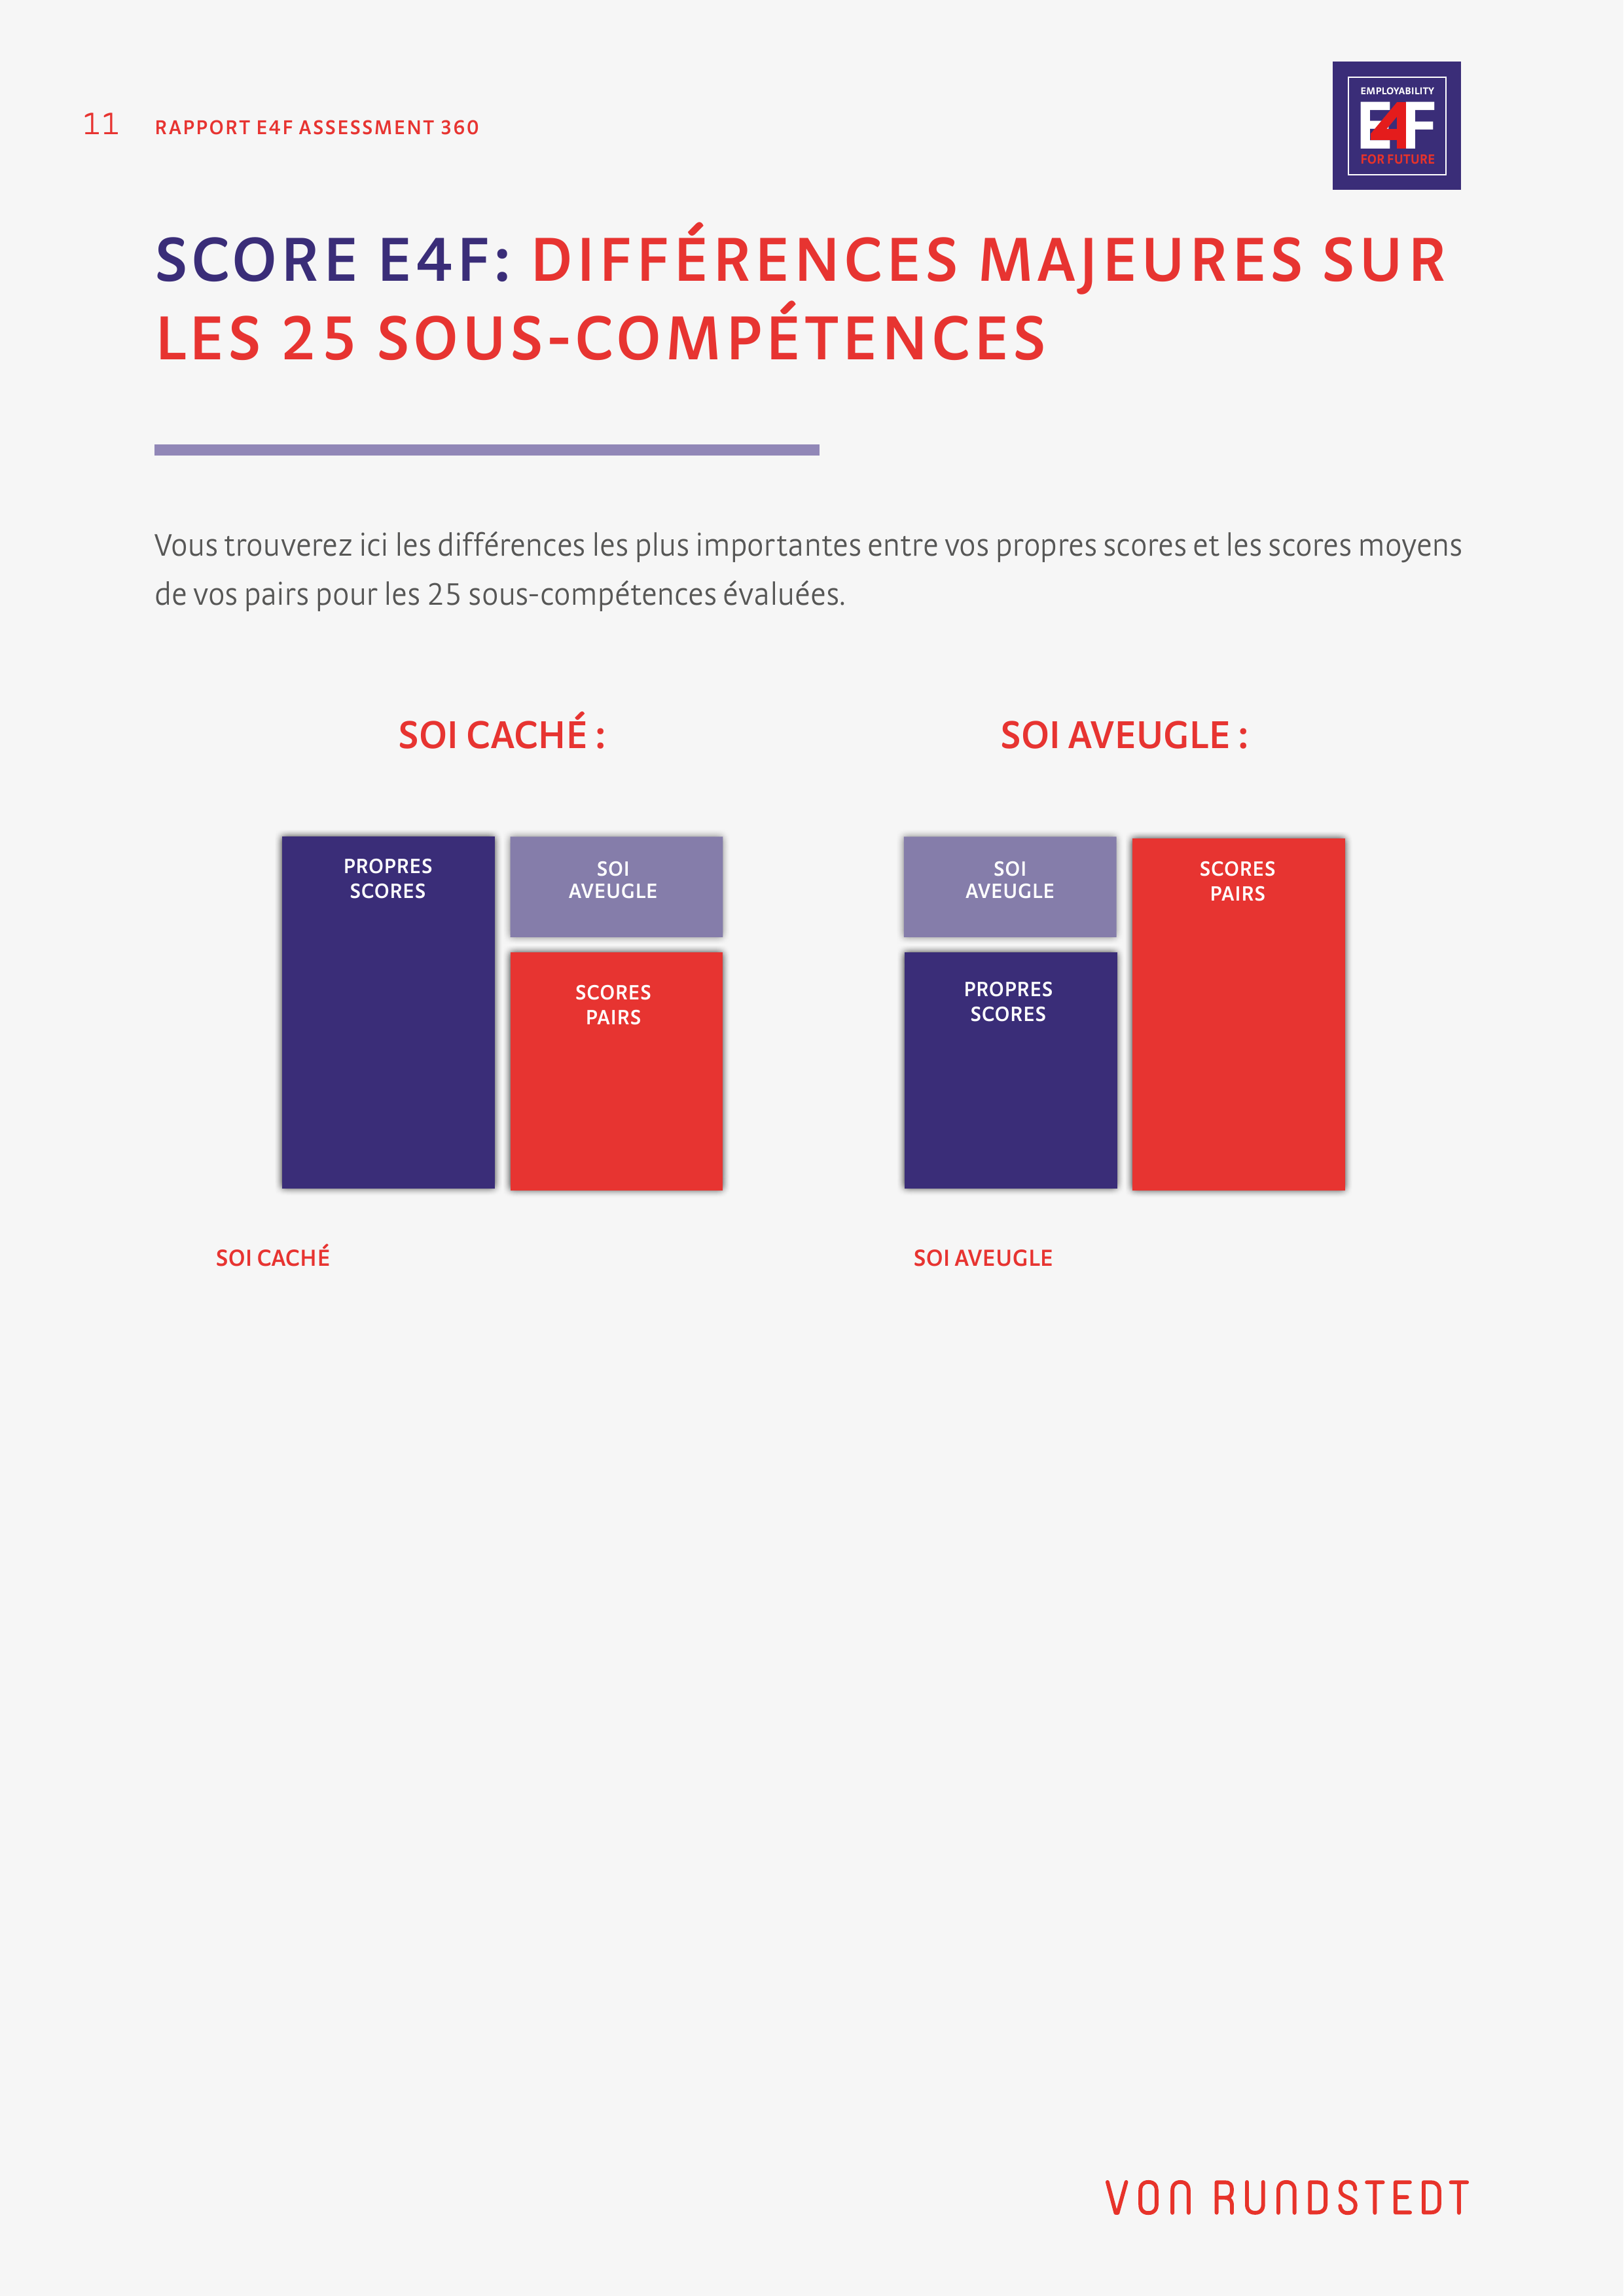 11 RAPPORT E4F ASSESSMENT 360
EMPLOYABILITY
E4F
FOR FUTURE
SCORE E4F: DIFFÉRENCES MAJEURES SUR
LES 25 SOUS-COMPÉTENCES
Vous trouverez ici les différences les plus importantes entre vos propres scores et les scores moyens
de vos pairs pour les 25 sous-compétences évaluées.
SOI CACHÉ :
PROPRES
SCORES
SOI
AVEUGLE
SCORES
PAIRS
SOI CACHÉ
SOI AVEUGLE :
SOI
AVEUGLE
PROPRES
SCORES
SCORES
PAIRS
SOI AVEUGLE
VON RUNDSTEDT